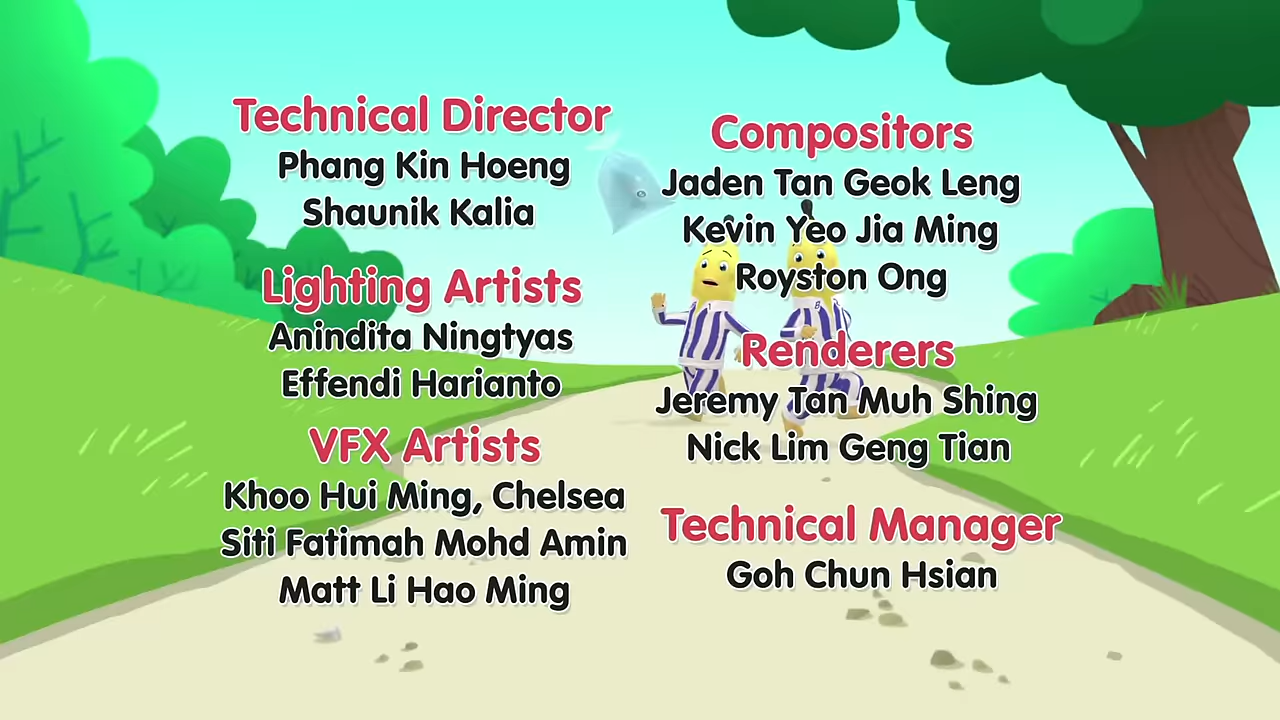 Technical Director
Phang Kin Hoeng
Shaunik Kalia
Lighting Artists
Anindita Ningtyas
Effendi Harianto
VFX Artists
Khoo Hui Ming, Chelsea
Siti Fatimah Mohd Amin
Matt Li Hao Ming
Compositors
Jaden Tan Geok Leng
Kevin Yeo Jia Ming
Royston Ong
Renderers
Jeremy Tan Muh Shing
Nick Lim Geng Tian
Technical Manager
Goh Chun Hsian